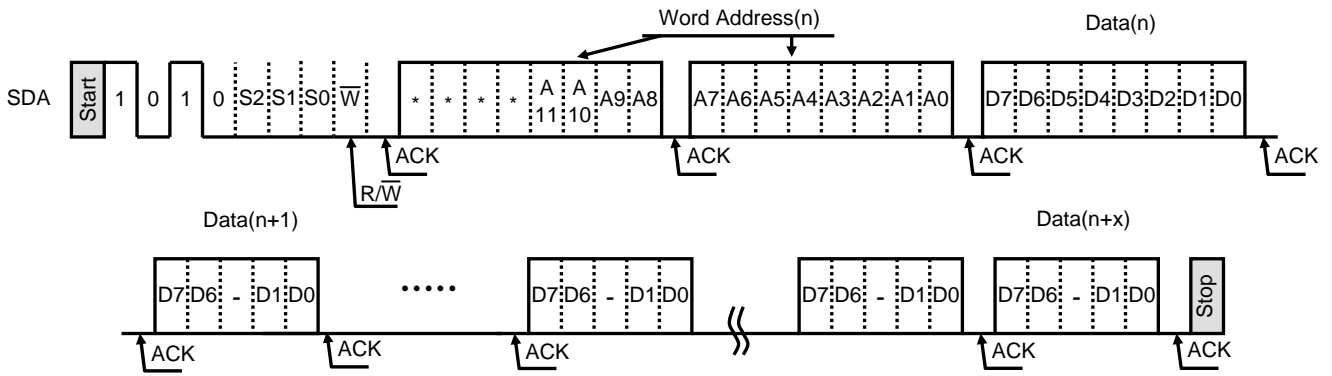 Word Address(n) Data(n)
SDA Start 1 0 1 0 S2 S1 S0 W̅ * * * * A11 A10 A9 A8 A7 A6 A5 A4 A3 A2 A1 A0 D7 D6 D5 D4 D3 D2 D1 D0
ACK ACK ACK ACK
R/W̅
Data(n+1) Data(n+x)
D7 D6 - D1 D0 ····· D7 D6 - D1 D0 D7 D6 - D1 D0 D7 D6 - D1 D0 Stop
ACK ACK ACK ACK ACK